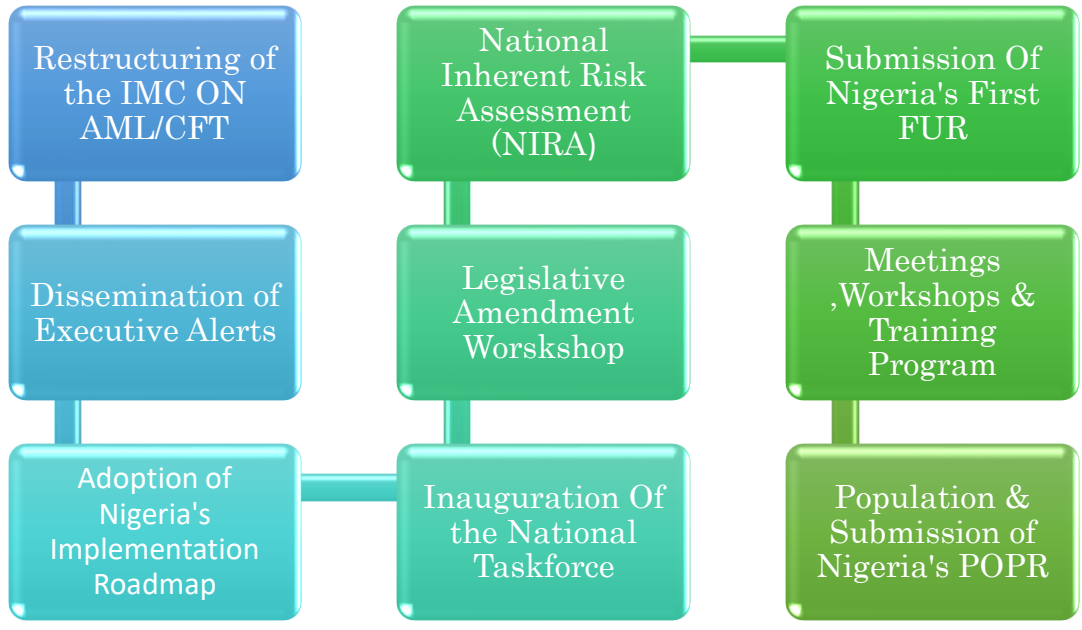 Restructuring of
the IMC ON
AML/CFT
Dissemination of
Executive Alerts
Adoption of
Nigeria's
Implementation
Roadmap
Inauguration Of
the National
Taskforce
Legislative
Amendment
Worskshop
National
Inherent Risk
Assessment
(NIRA)
Submission Of
Nigeria's First
FUR
Meetings
,Workshops &
Training
Program
Population &
Submission of
Nigeria's POPR